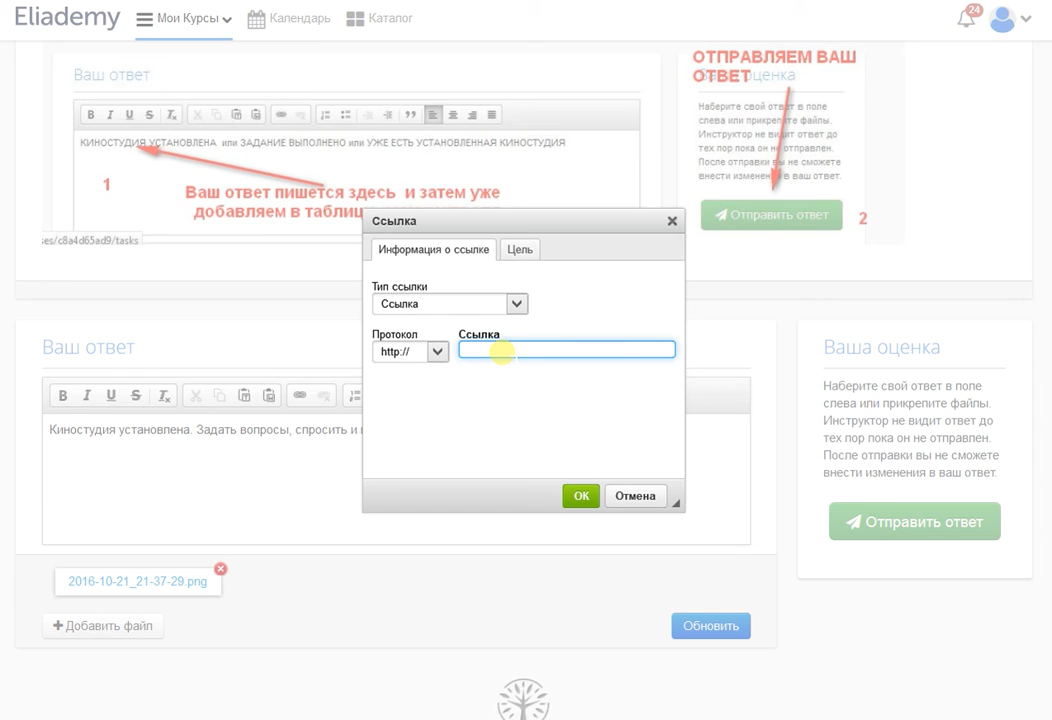 Eliademy
Мои Курсы
Календарь
Каталог
24
Ваш ответ
ОТПРАВЛЯЕМ ВАШ
ОТВЕТ
оценка
КИНОСТУДИЯ УСТАНОВЛЕНА или ЗАДАНИЕ ВЫПОЛНЕНО или УЖЕ ЕСТЬ УСТАНОВЛЕННАЯ КИНОСТУДИЯ
1
Ваш ответ пишется здесь и затем уже
добавляем в таблиц
Наберите свой ответ в поле
слева или прикрепите файлы.
Инструктор не видит ответ до
тех пор пока он не отправлен.
После отправки вы не сможете
внести изменения в ваш ответ.
Отправить ответ
2
ses/c8a4d65ad9/tasks
Ссылка
Информация о ссылке
Цель
Тип ссылки
Ссылка
Протокол
Ссылка
http://
ОК
Отмена
Ваш ответ
Киностудия установлена. Задать вопросы, спросить и
2016-10-21_21-37-29.png
Добавить файл
Обновить
Ваша оценка
Наберите свой ответ в поле
слева или прикрепите файлы.
Инструктор не видит ответ до
тех пор пока он не отправлен.
После отправки вы не сможете
внести изменения в ваш ответ.
Отправить ответ